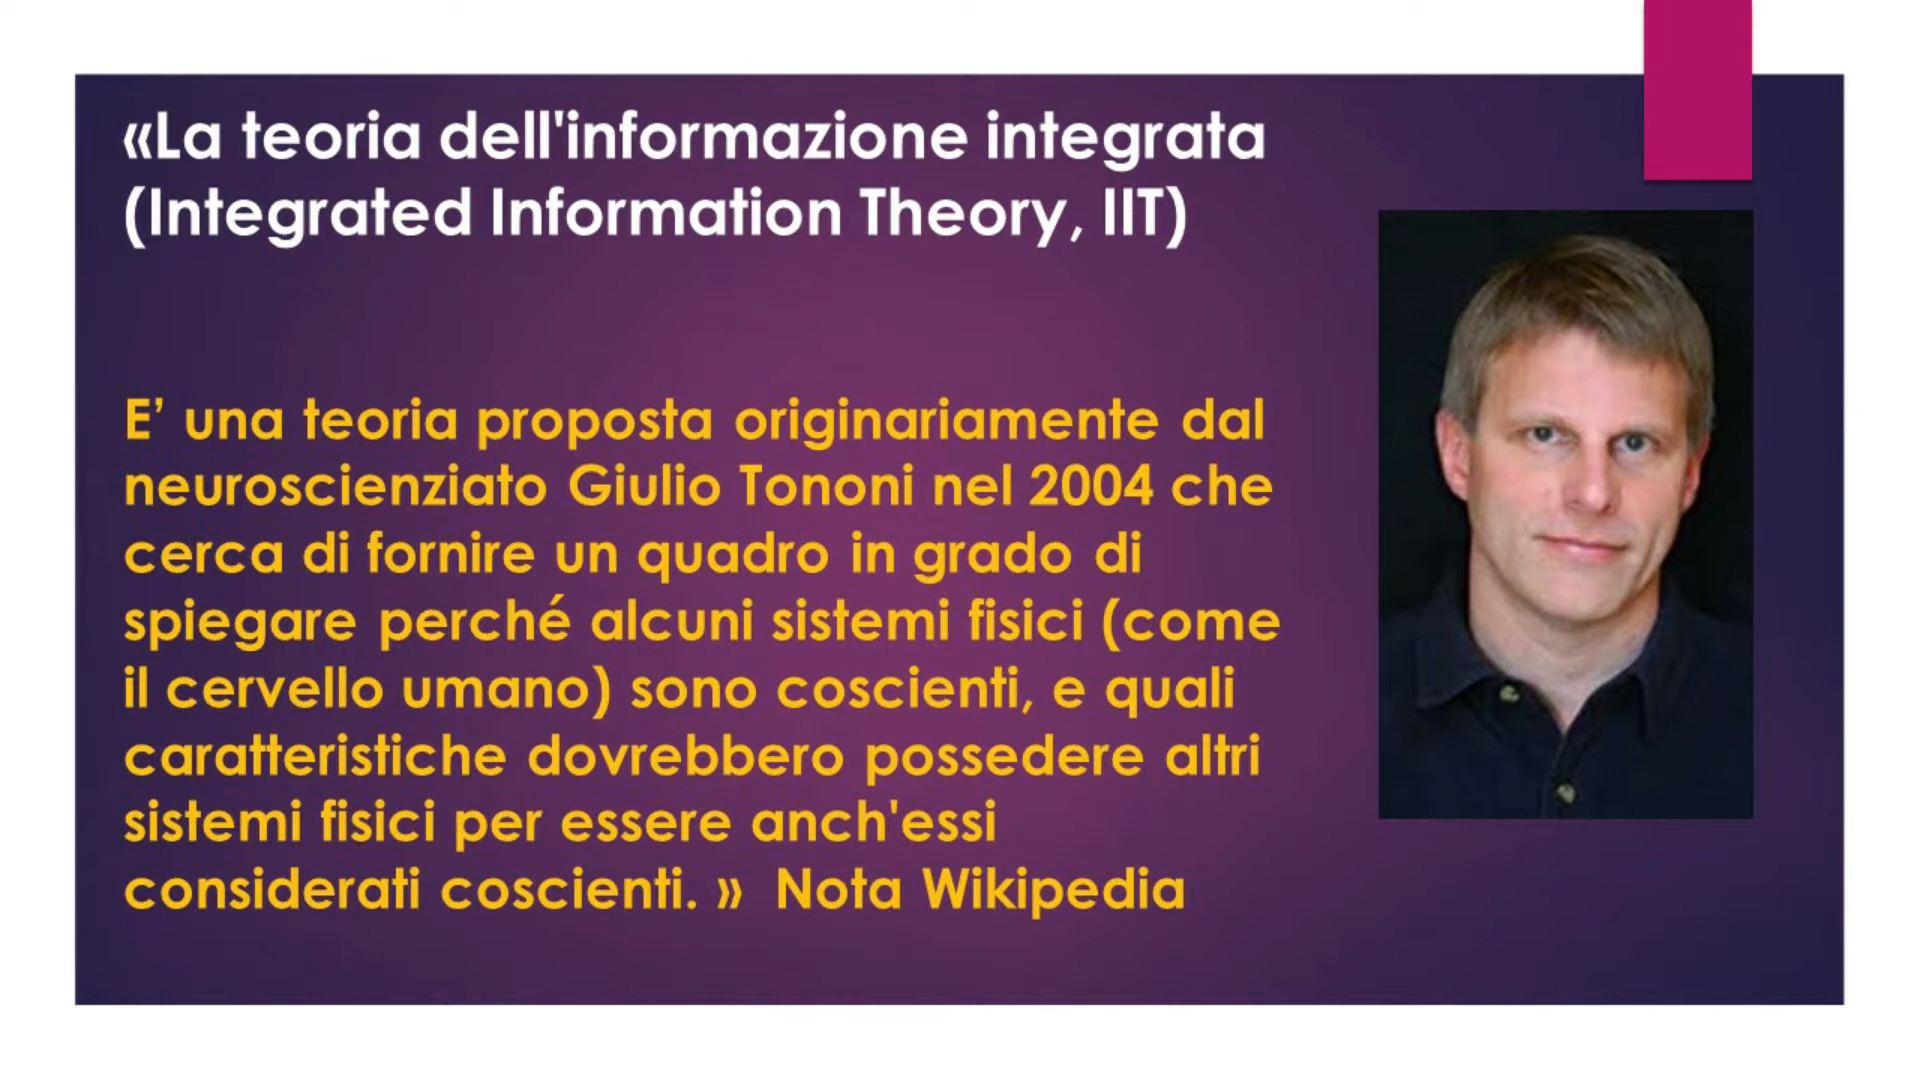 «La teoria dell'informazione integrata
(Integrated Information Theory, IIT)
E’ una teoria proposta originariamente dal
neuroscienziato Giulio Tononi nel 2004 che
cerca di fornire un quadro in grado di
spiegare perché alcuni sistemi fisici (come
il cervello umano) sono coscienti, e quali
caratteristiche dovrebbero possedere altri
sistemi fisici per essere anch'essi
considerati coscienti. »  Nota Wikipedia